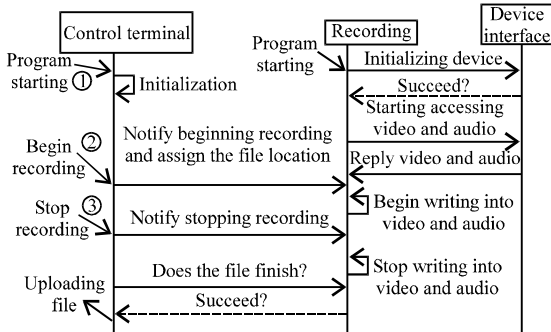 Control terminal
Recording
Device
interface
Program
starting ①
Initialization
Program
starting
Initializing device
Succeed?
Starting accessing
video and audio
Reply video and audio
Begin ②
recording
Notify beginning recording
and assign the file location
Begin writing into
video and audio
Stop ③
recording
Notify stopping recording
Stop writing into
video and audio
Does the file finish?
Uploading
file
Succeed?